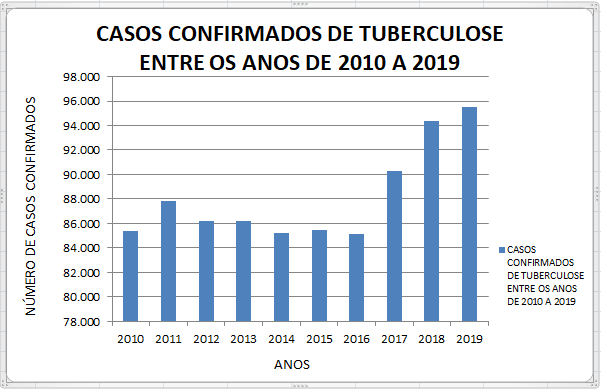 CASOS CONFIRMADOS DE TUBERCULOSE
ENTRE OS ANOS DE 2010 A 2019
NÚMERO DE CASOS CONFIRMADOS
98.000
96.000
94.000
92.000
90.000
88.000
86.000
84.000
82.000
80.000
78.000
2010 2011 2012 2013 2014 2015 2016 2017 2018 2019
ANOS
CASOS
CONFIRMADOS
DE TUBERCULOSE
ENTRE OS ANOS
DE 2010 A 2019